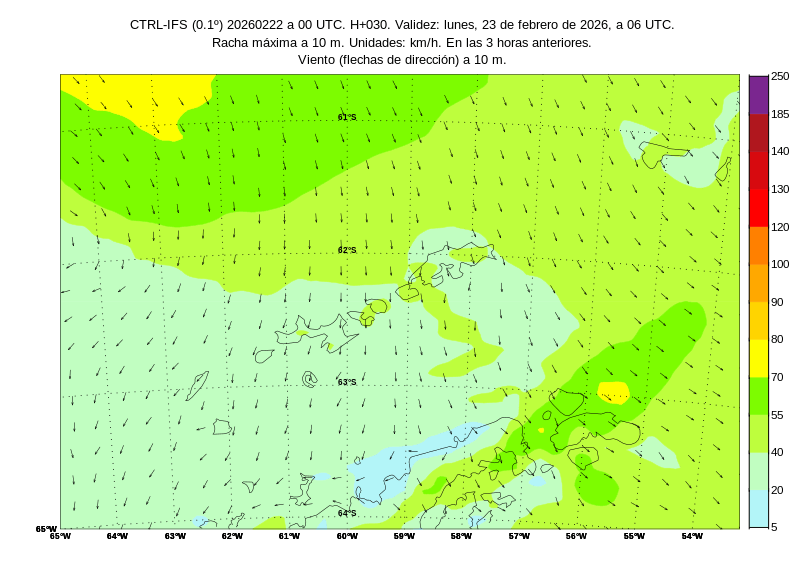 CTRL-IFS (0.1º) 20260222 a 00 UTC. H+030. Validez: lunes, 23 de febrero de 2026, a 06 UTC.
Racha máxima a 10 m. Unidades: km/h. En las 3 horas anteriores.
Viento (flechas de dirección) a 10 m.
250
185
140
130
120
100
90
80
70
55
40
20
5
61°S
62°S
63°S
64°S
65°W
65°W 64°W 63°W 62°W 61°W 60°W 59°W 58°W 57°W 56°W 55°W 54°W